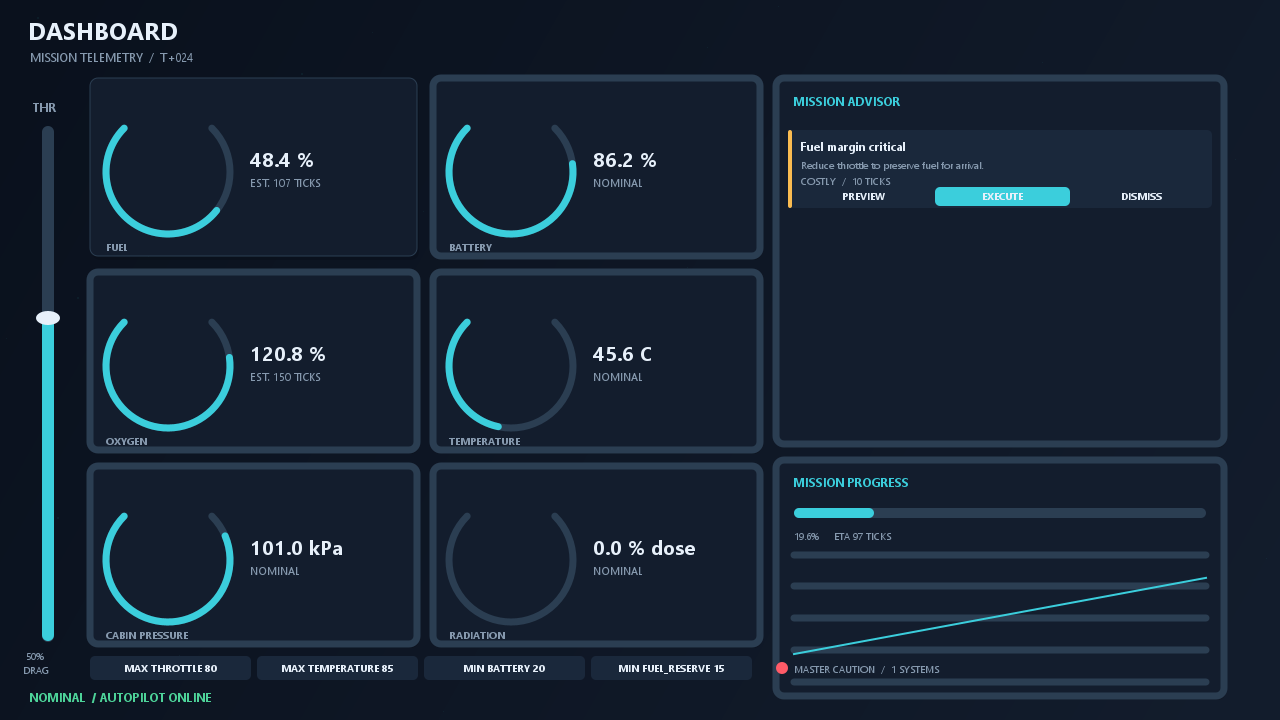 DASHBOARD
MISSION TELEMETRY / T+024
THR
50%
DRAG
48.4 %
EST. 107 TICKS
FUEL
86.2 %
NOMINAL
BATTERY
120.8 %
EST. 150 TICKS
OXYGEN
45.6 C
NOMINAL
TEMPERATURE
101.0 kPa
NOMINAL
CABIN PRESSURE
0.0 % dose
NOMINAL
RADIATION
MAX THROTTLE 80
MAX TEMPERATURE 85
MIN BATTERY 20
MIN FUEL_RESERVE 15
NOMINAL / AUTOPILOT ONLINE
MISSION ADVISOR
Fuel margin critical
Reduce throttle to preserve fuel for arrival.
COSTLY / 10 TICKS
PREVIEW
EXECUTE
DISMISS
MISSION PROGRESS
19.6% ETA 97 TICKS
MASTER CAUTION / 1 SYSTEMS